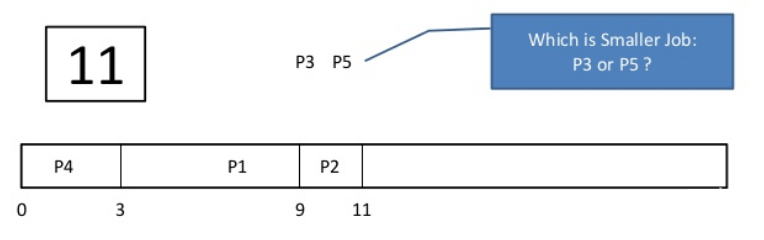 11
P3 P5
Which is Smaller Job:
P3 or P5 ?
P4 P1 P2
0 3 9 11